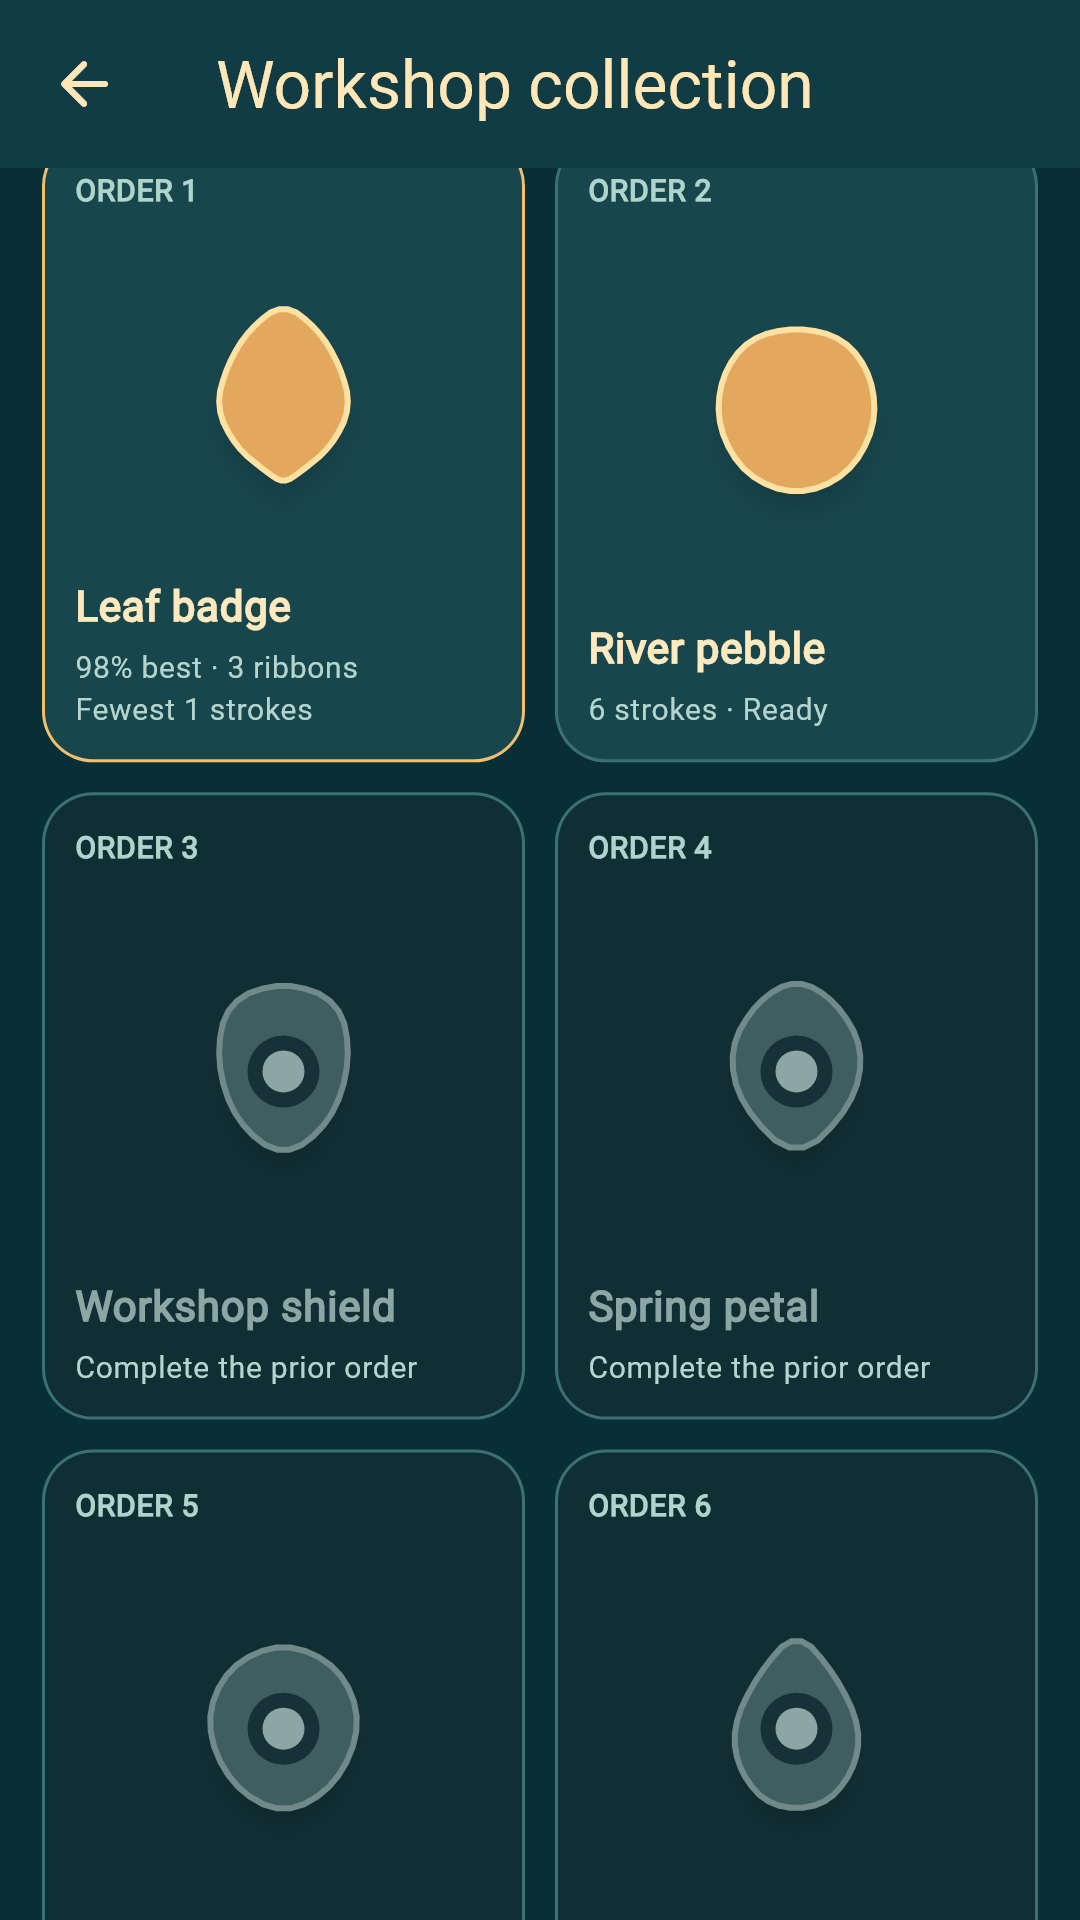 Workshop collection
ORDER 1
Leaf badge
98% best · 3 ribbons
Fewest 1 strokes
ORDER 2
River pebble
6 strokes · Ready
ORDER 3
Workshop shield
Complete the prior order
ORDER 4
Spring petal
Complete the prior order
ORDER 5
ORDER 6